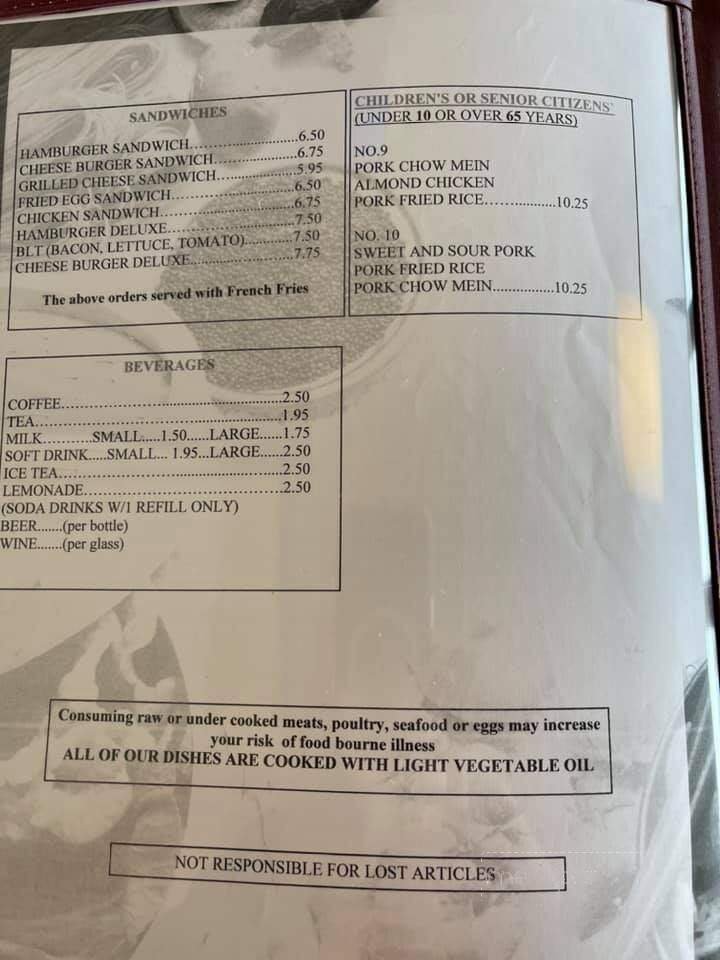 SANDWICHES
HAMBURGER SANDWICH......................6.50
CHEESE BURGER SANDWICH.................6.75
GRILLED CHEESE SANDWICH................5.95
FRIED EGG SANDWICH..........................6.50
CHICKEN SANDWICH............................6.75
HAMBURGER DELUXE..........................7.50
BLT (BACON, LETTUCE, TOMATO)............7.50
CHEESE BURGER DELUXE.....................7.75
The above orders served with French Fries
CHILDREN'S OR SENIOR CITIZENS'
(UNDER 10 OR OVER 65 YEARS)
NO.9
PORK CHOW MEIN
ALMOND CHICKEN
PORK FRIED RICE.................10.25
NO. 10
SWEET AND SOUR PORK
PORK FRIED RICE
PORK CHOW MEIN...............10.25
BEVERAGES
COFFEE..................................................2.50
TEA........................................................1.95
MILK..........SMALL.....1.50.....LARGE.....1.75
SOFT DRINK.....SMALL... 1.95...LARGE.....2.50
ICE TEA..................................................2.50
LEMONADE.............................................2.50
(SODA DRINKS W/1 REFILL ONLY)
BEER.......(per bottle)
WINE.......(per glass)
Consuming raw or under cooked meats, poultry, seafood or eggs may increase
your risk of food bourne illness
ALL OF OUR DISHES ARE COOKED WITH LIGHT VEGETABLE OIL
NOT RESPONSIBLE FOR LOST ARTICLES